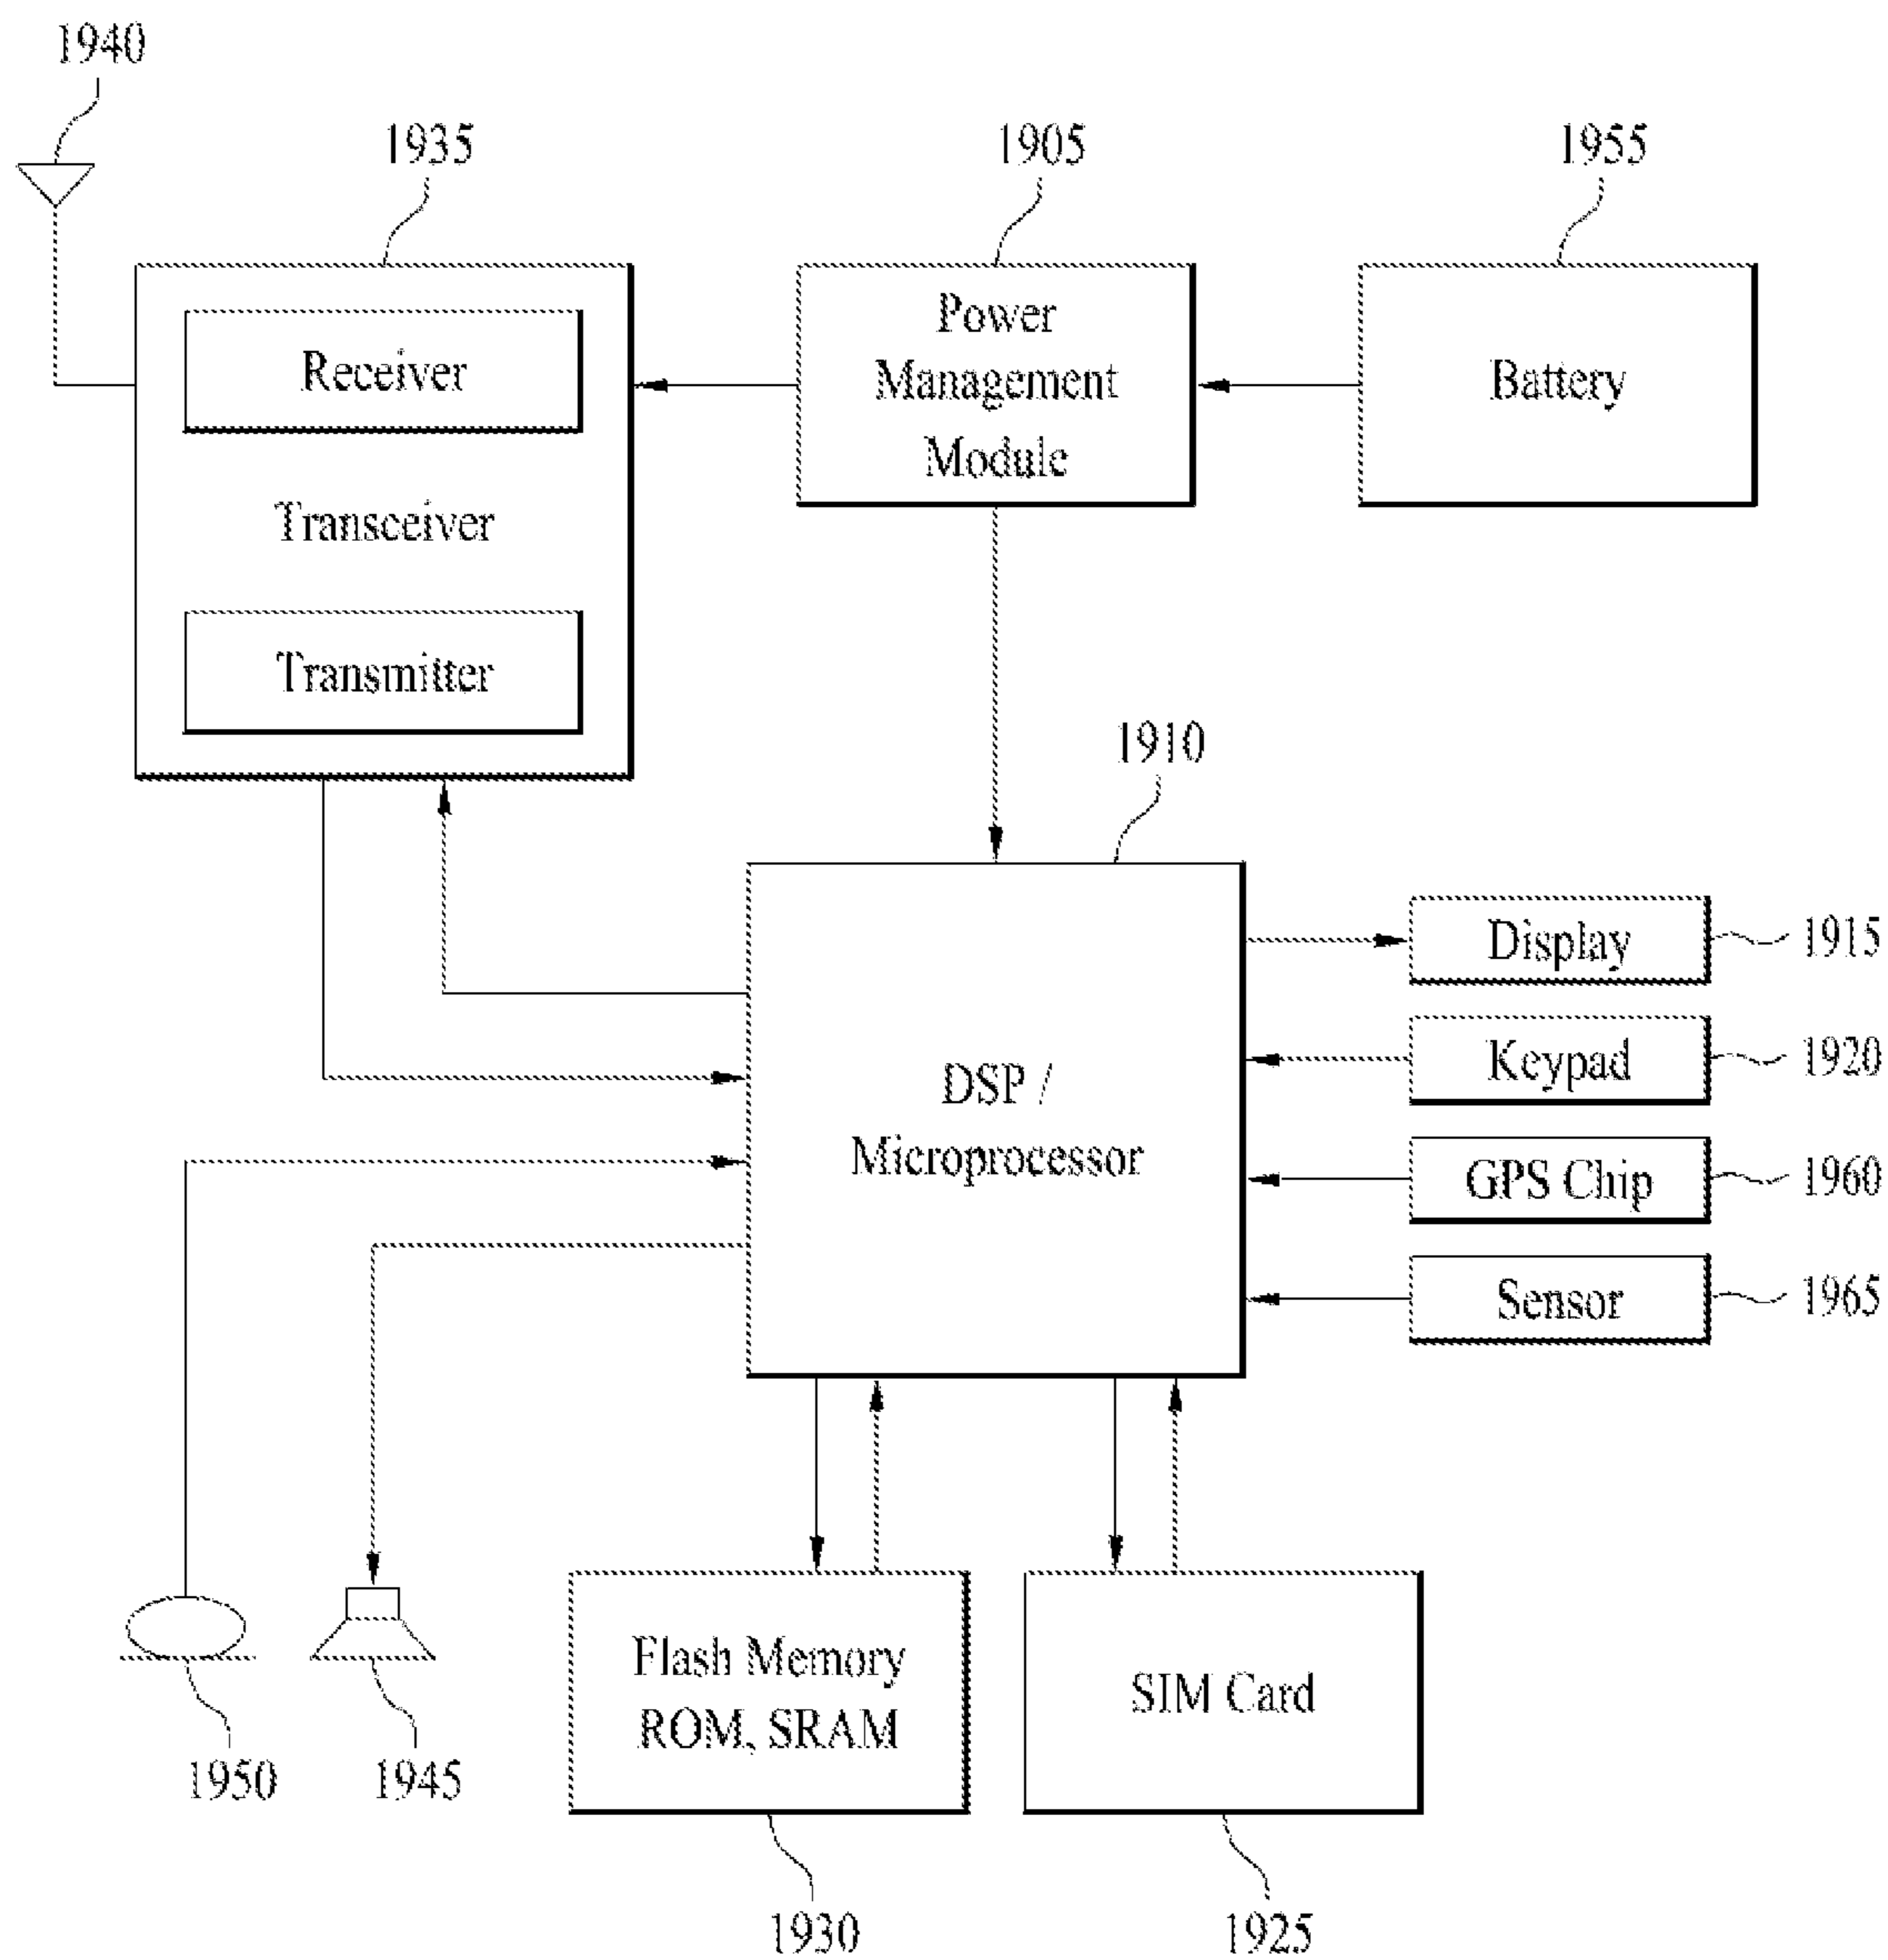 1940
1935
1905
1955
Receiver
Transceiver
Transmitter
Power
Management
Module
Battery
1910
DSP /
Microprocessor
Display
1915
Keypad
1920
GPS Chip
1960
Sensor
1965
1950
1945
Flash Memory
ROM, SRAM
SIM Card
1930
1925